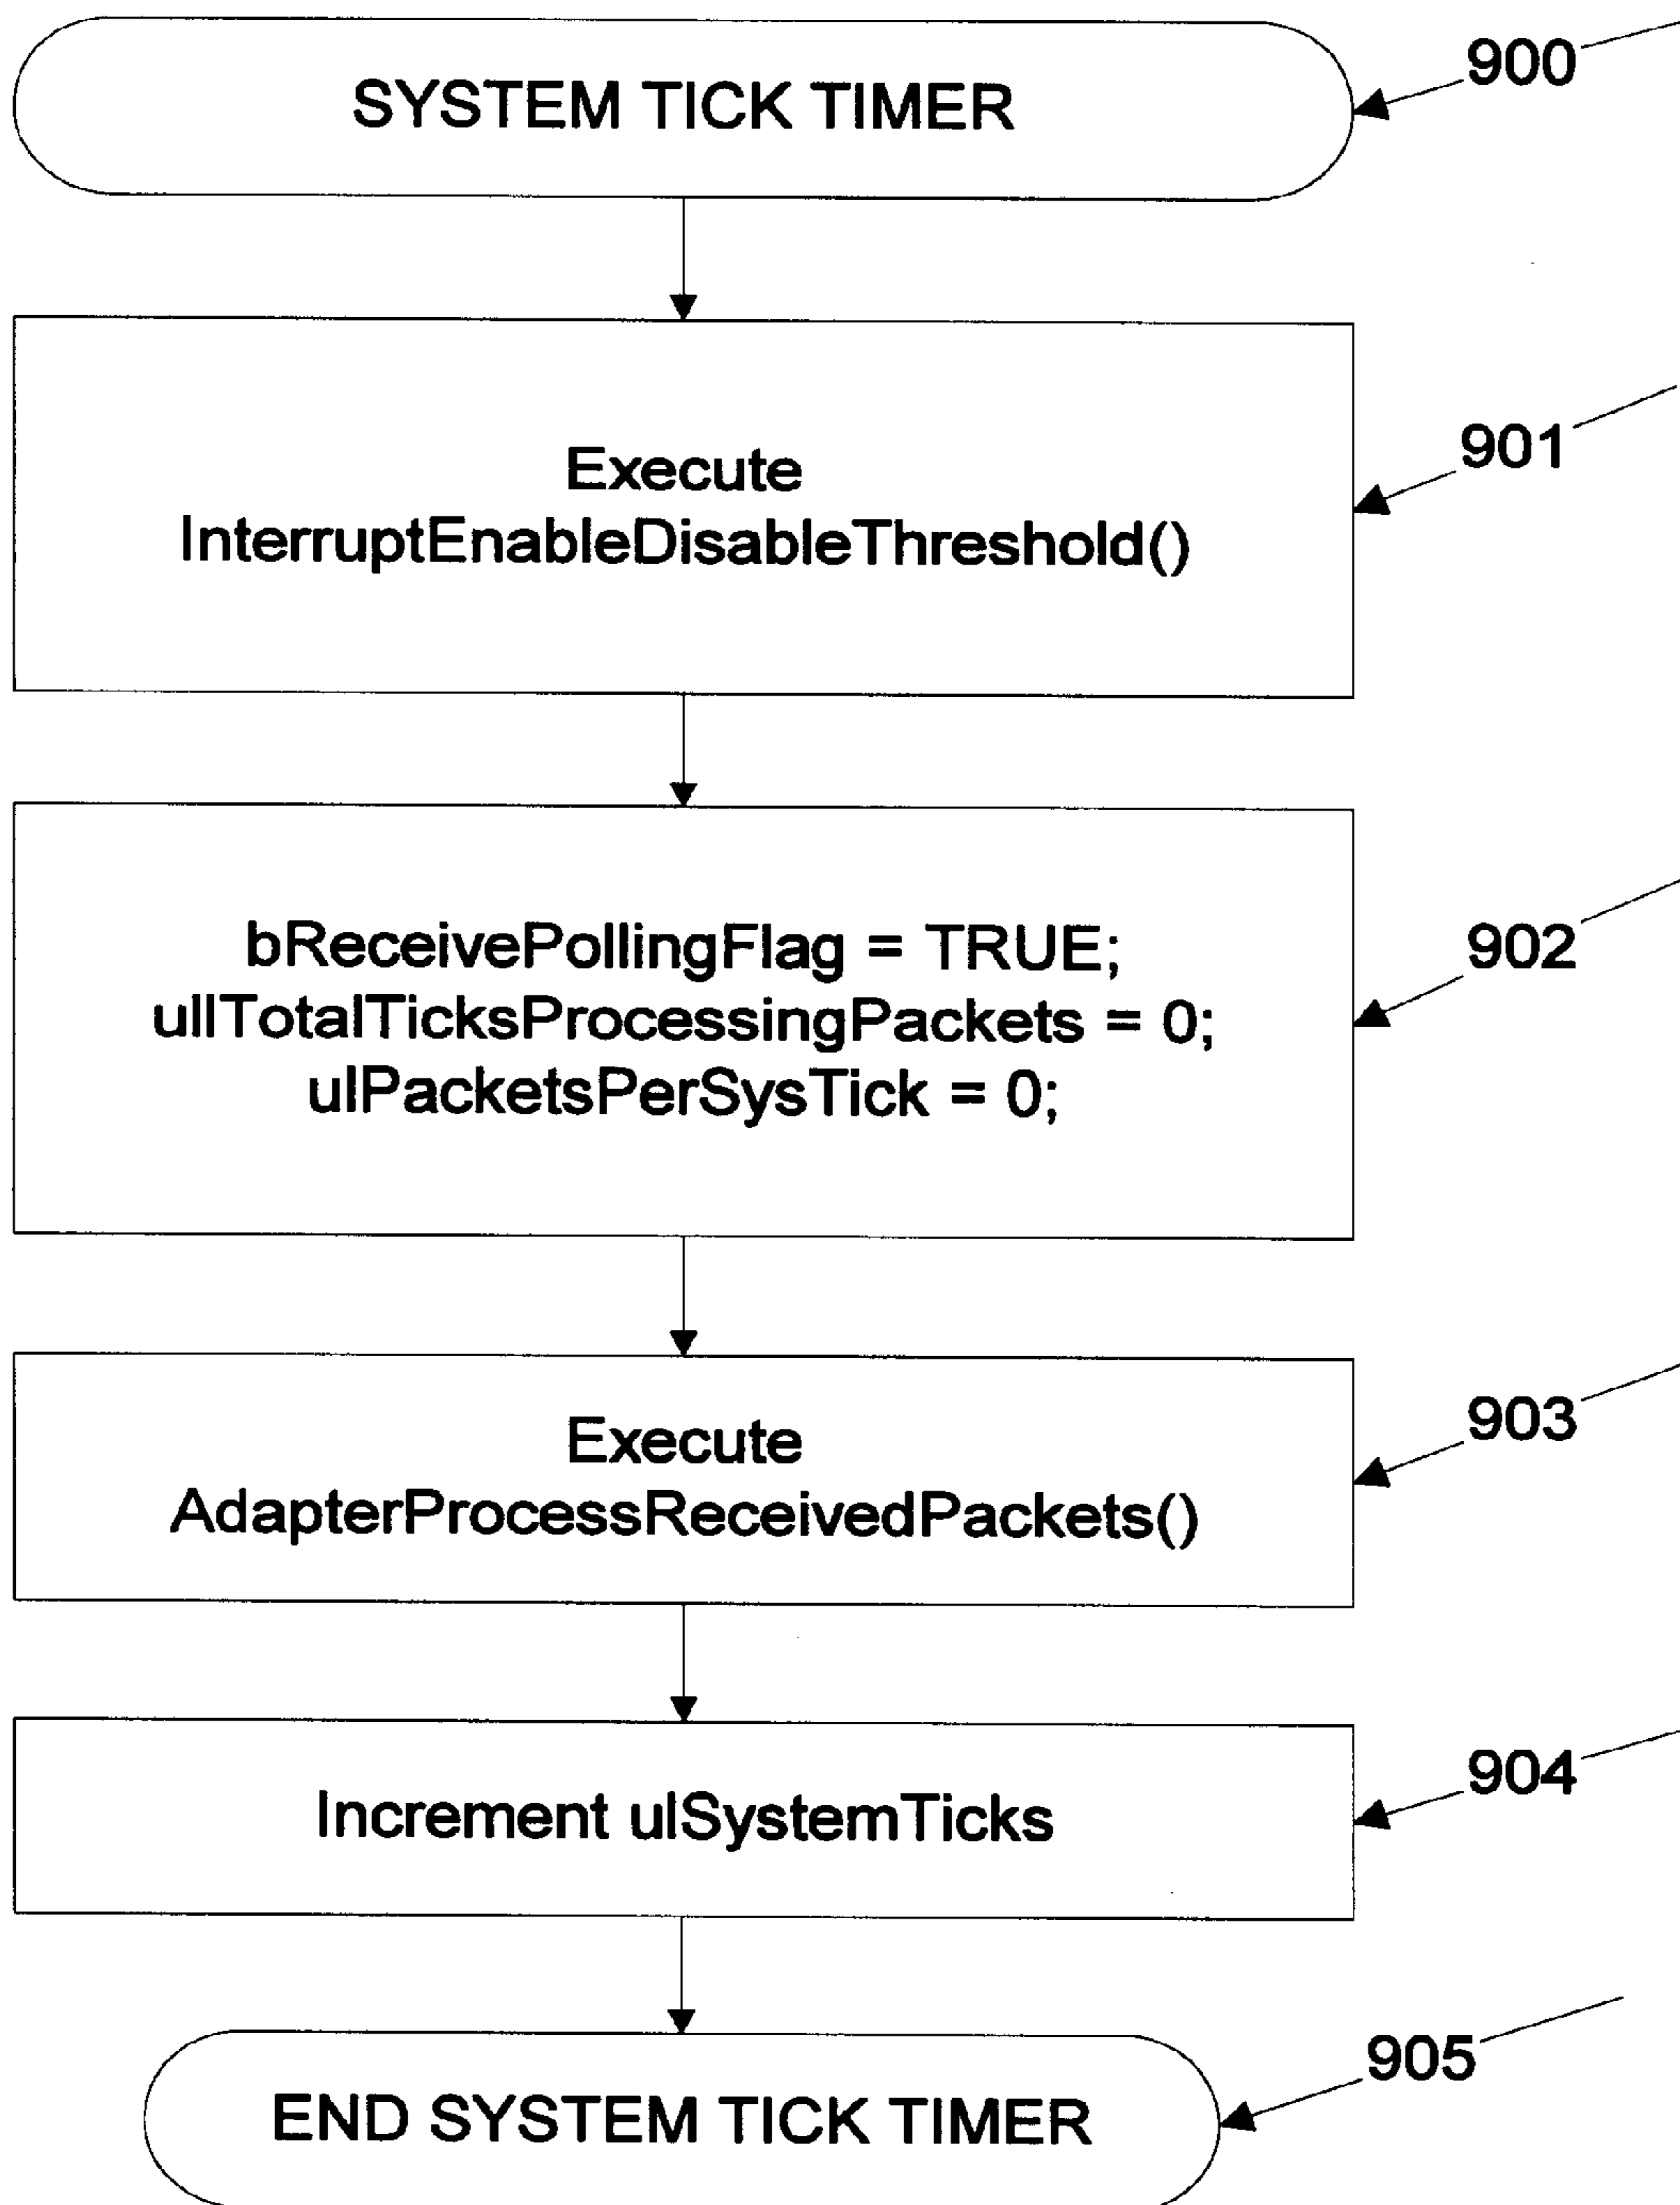 SYSTEM TICK TIMER
900
Execute
InterruptEnableDisableThreshold()
901
bReceivePollingFlag = TRUE;
ullTotalTicksProcessingPackets = 0;
ulPacketsPerSysTick = 0;
902
Execute
AdapterProcessReceivedPackets()
903
Increment ulSystemTicks
904
END SYSTEM TICK TIMER
905